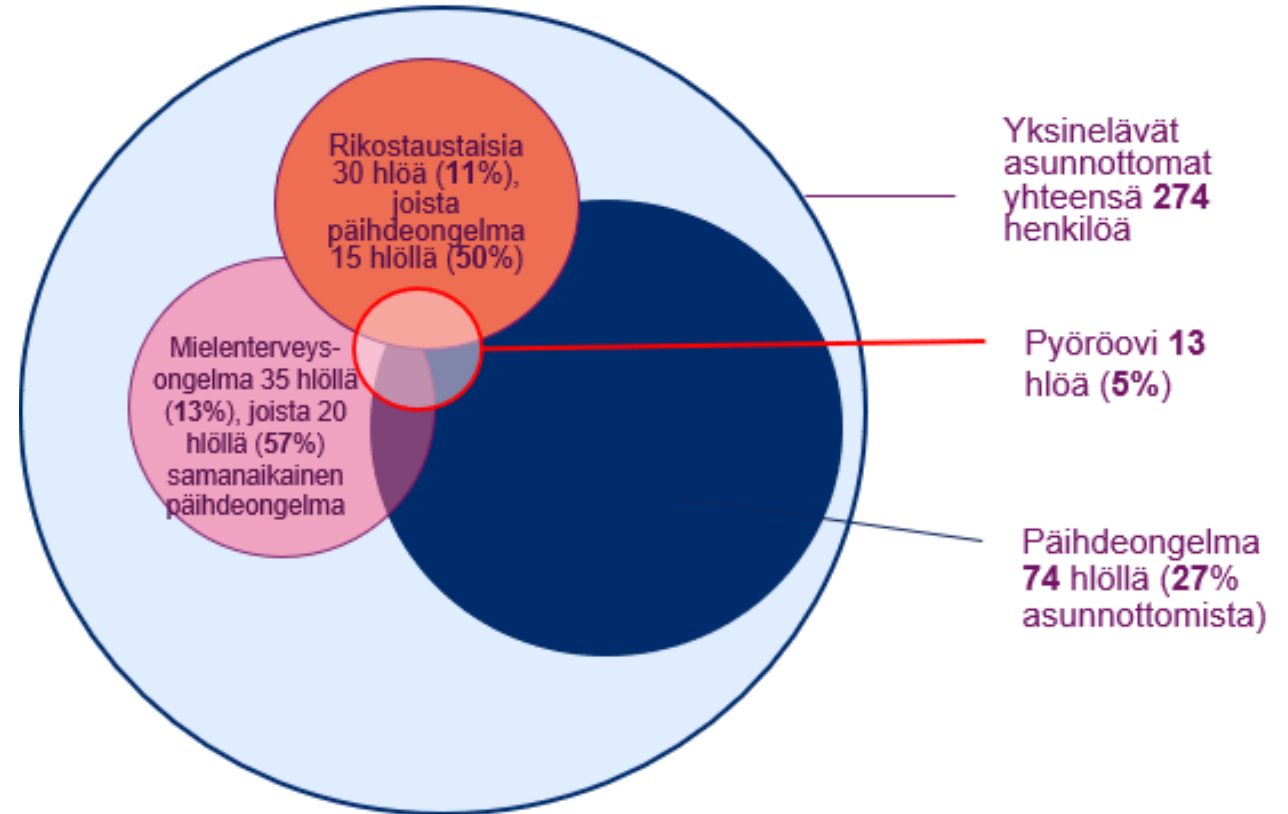 Rikostaustaisia
30 hlöä (11%),
joista
päihdeongelma
15 hlöllä (50%)
Mielenterveys-
ongelma 35 hlöllä
(13%), joista 20
hlöllä (57%)
samanaikainen
päihdeongelma
Yksinelävät
asunnottomat
yhteensä 274
henkilöä
Pyöröovi 13
hlöä (5%)
Päihdeongelma
74 hlöllä (27%
asunnottomista)